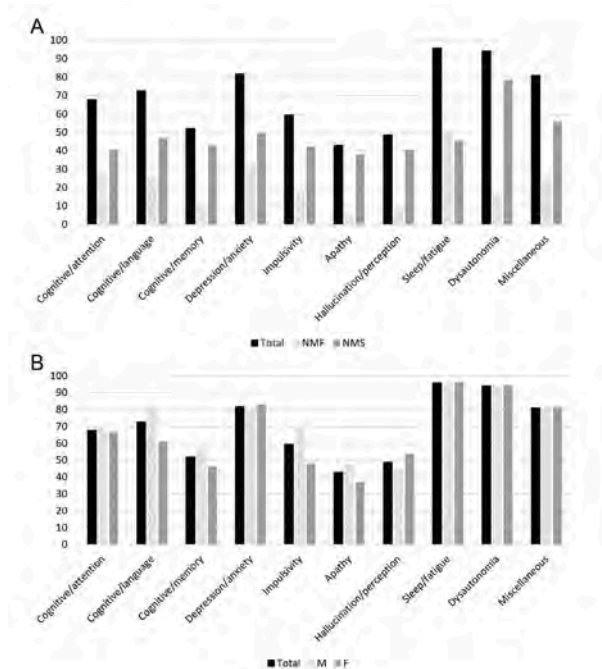 A
100
90
80
70
60
50
40
30
20
10
0
Cognitive/attention
Cognitive/language
Cognitive/memory
Depression/anxiety
Impulsivity
Apathy
Hallucination/perception
Sleep/fatigue
Dysautonomia
Miscellaneous
Total NMF NMS
B
100
90
80
70
60
50
40
30
20
10
0
Cognitive/attention
Cognitive/language
Cognitive/memory
Depression/anxiety
Impulsivity
Apathy
Hallucination/perception
Sleep/fatigue
Dysautonomia
Miscellaneous
Total M F